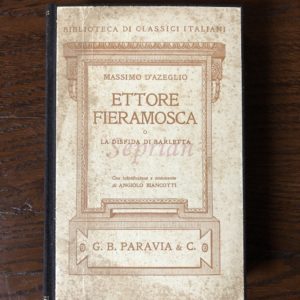 BIBLIOTECA DI CLASSICI ITALIANI
MASSIMO D'AZEGLIO
ETTORE
FIERAMOSCA
O
LA DISFIDA DI BARLETTA
Seprian
Con introduzione e commento
di ANGIOLO BIANCOTTI
G. B. PARAVIA & C.